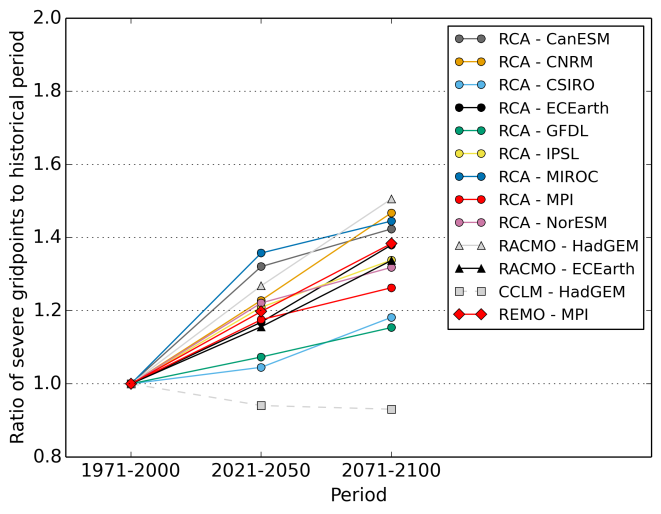 Ratio of severe gridpoints to historical period
2.0
1.8
1.6
1.4
1.2
1.0
0.8
1971-2000
2021-2050
2071-2100
Period
RCA - CanESM
RCA - CNRM
RCA - CSIRO
RCA - ECEarth
RCA - GFDL
RCA - IPSL
RCA - MIROC
RCA - MPI
RCA - NorESM
RACMO - HadGEM
RACMO - ECEarth
CCLM - HadGEM
REMO - MPI